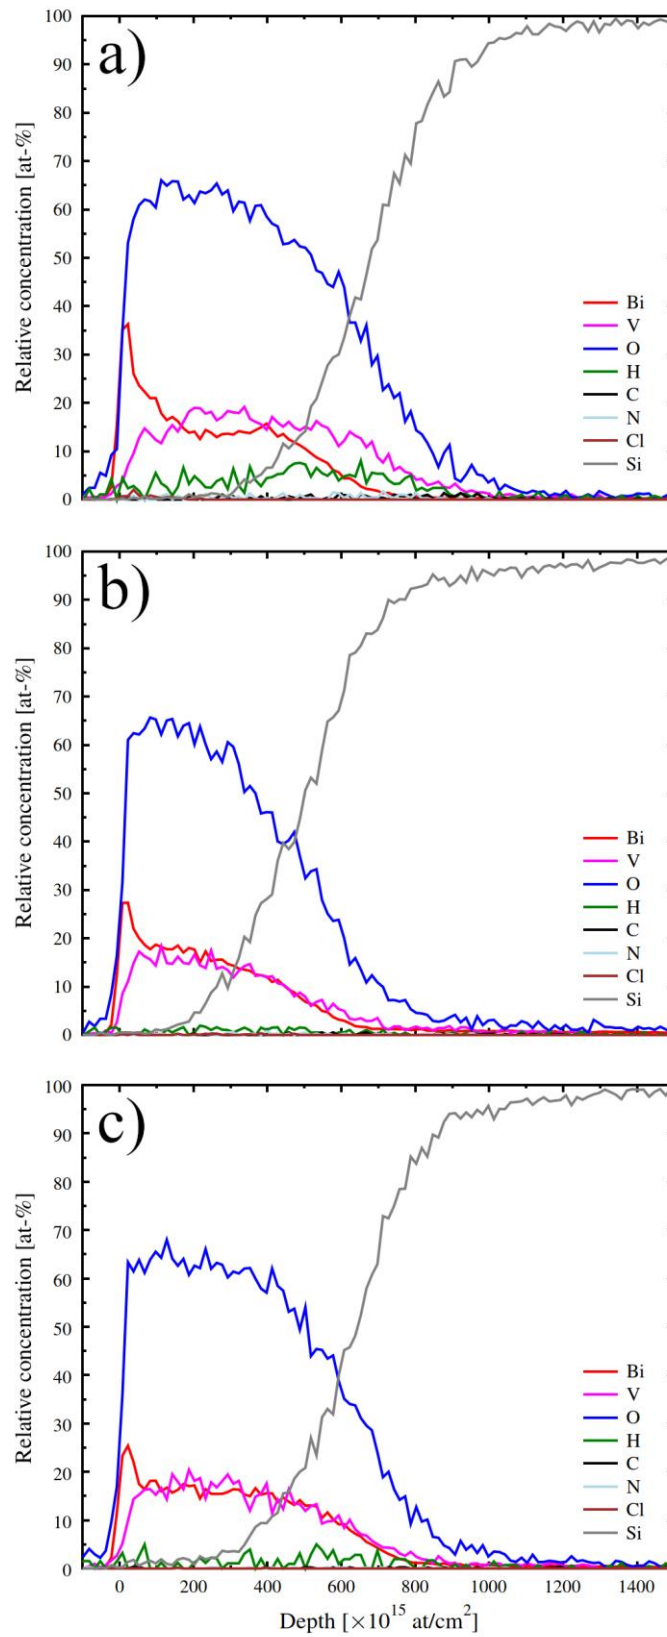 a)
Relative concentration [at-%]
100
90
80
70
60
50
40
30
20
10
0
Bi
V
O
H
C
N
Cl
Si
b)
Relative concentration [at-%]
100
90
80
70
60
50
40
30
20
10
0
Bi
V
O
H
C
N
Cl
Si
c)
Relative concentration [at-%]
100
90
80
70
60
50
40
30
20
10
0
Bi
V
O
H
C
N
Cl
Si
0 200 400 600 800 1000 1200 1400
Depth [×10¹⁵ at/cm²]